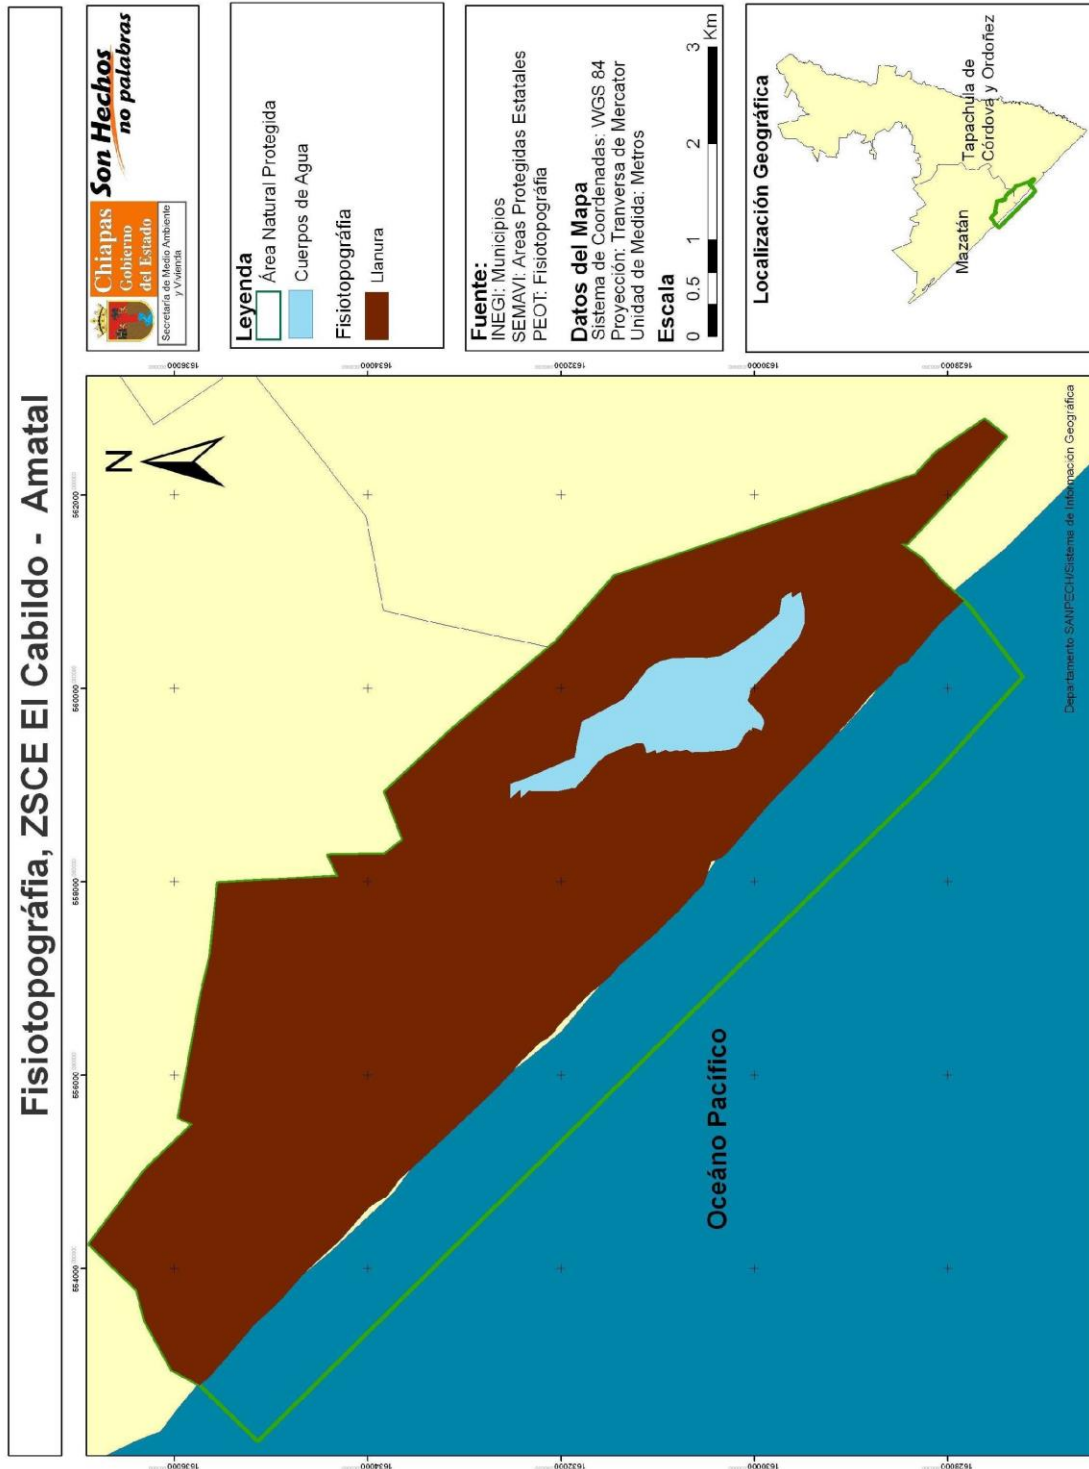 Fisiotopográfia, ZSCE El Cabildo - Amatal
554000
556000
558000
560000
562000
1636000
1634000
1632000
1630000
N
Océano Pacífico
Departamento SANPECH/Sistema de Información Geográfica
Chiapas
Gobierno
del Estado
Secretaría de Medio Ambiente
y Vivienda
Son Hechos
no palabras
Leyenda
Área Natural Protegida
Cuerpos de Agua
Fisiotopográfia
Llanura
Fuente:
INEGI: Municipios
SEMAVI: Areas Protegidas Estatales
PEOT: Fisiotopográfia
Datos del Mapa
Sistema de Coordenadas: WGS 84
Proyección: Tranversa de Mercator
Unidad de Medida: Metros
Escala
0 0.5 1 2 3 Km
Localización Geográfica
Mazatán
Tapachula de
Córdova y Ordoñez